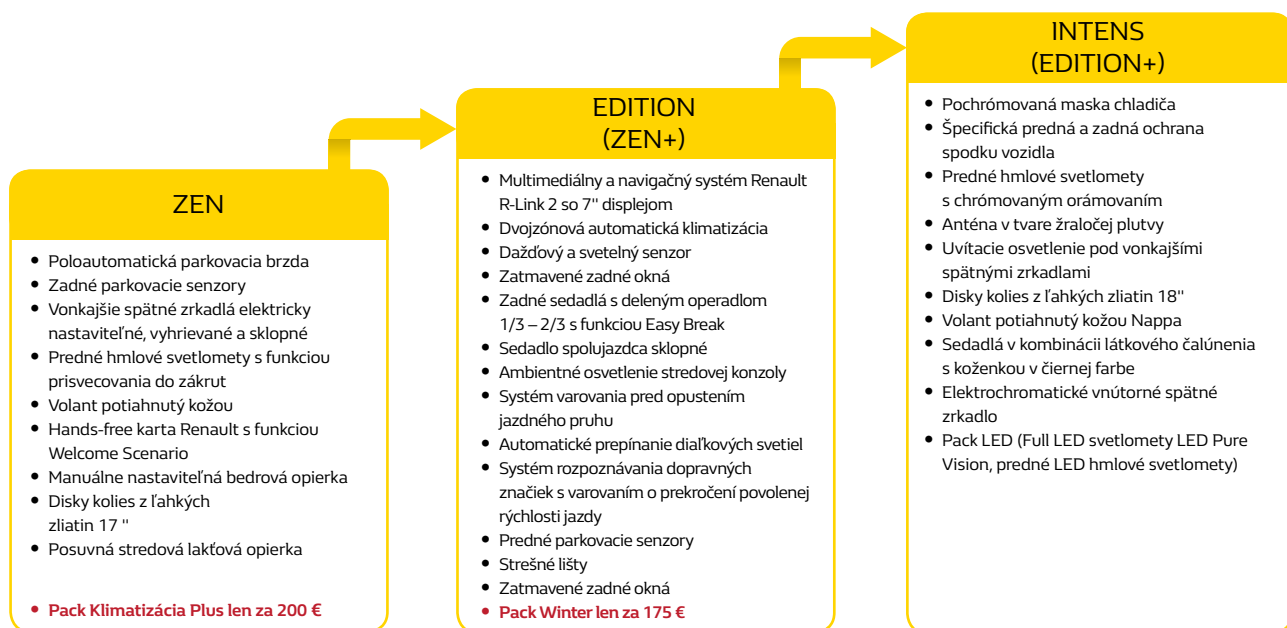 ZEN
• Poloautomatická parkovacia brzda
• Zadné parkovacie senzory
• Vonkajšie spätné zrkadlá elektricky
nastaviteľné, vyhrievané a sklopné
• Predné hmlové svetlomety s funkciou
prisvecovania do zákrut
• Volant potiahnutý kožou
• Hands-free karta Renault s funkciou
Welcome Scenario
• Manuálne nastaviteľná bedrová opierka
• Disky kolies z ľahkých
zliatin 17 "
• Posuvná stredová lakťová opierka
• Pack Klimatizácia Plus len za 200 €
EDITION
(ZEN+)
• Multimediálny a navigačný systém Renault
R-Link 2 so 7" displejom
• Dvojzónová automatická klimatizácia
• Dažďový a svetelný senzor
• Zatmavené zadné okná
• Zadné sedadlá s deleným operadlom
1/3 – 2/3 s funkciou Easy Break
• Sedadlo spolujazdca sklopné
• Ambientné osvetlenie stredovej konzoly
• Systém varovania pred opustením
jazdného pruhu
• Automatické prepínanie diaľkových svetiel
• Systém rozpoznávania dopravných
značiek s varovaním o prekročení povolenej
rýchlosti jazdy
• Predné parkovacie senzory
• Strešné lišty
• Zatmavené zadné okná
• Pack Winter len za 175 €
INTENS
(EDITION+)
• Pochrómovaná maska chladiča
• Špecifická predná a zadná ochrana
spodku vozidla
• Predné hmlové svetlomety
s chrómovaným orámovaním
• Anténa v tvare žraločej plutvy
• Uvítacie osvetlenie pod vonkajšími
spätnými zrkadlami
• Disky kolies z ľahkých zliatin 18"
• Volant potiahnutý kožou Nappa
• Sedadlá v kombinácii látkového čalúnenia
s koženkou v čiernej farbe
• Elektrochromatické vnútorné spätné
zrkadlo
• Pack LED (Full LED svetlomety LED Pure
Vision, predné LED hmlové svetlomety)